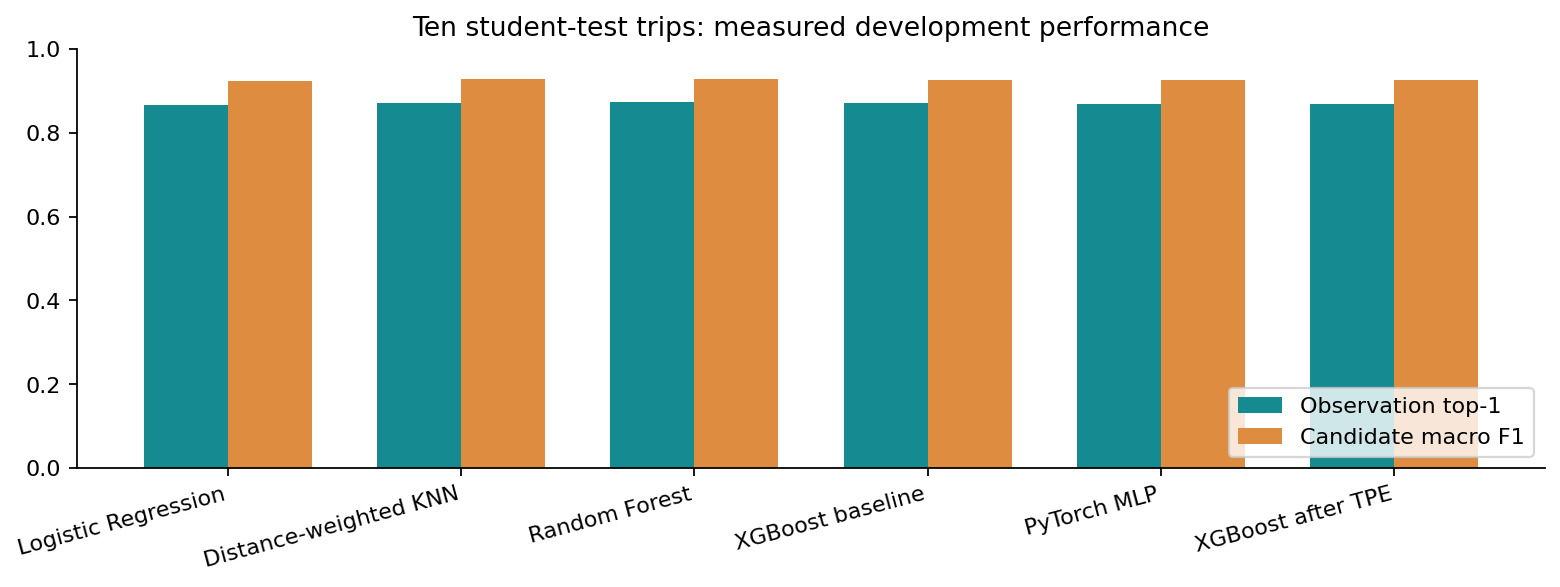 Ten student-test trips: measured development performance
1.0
0.8
0.6
0.4
0.2
0.0
Observation top-1
Candidate macro F1
Logistic Regression
Distance-weighted KNN
Random Forest
XGBoost baseline
PyTorch MLP
XGBoost after TPE